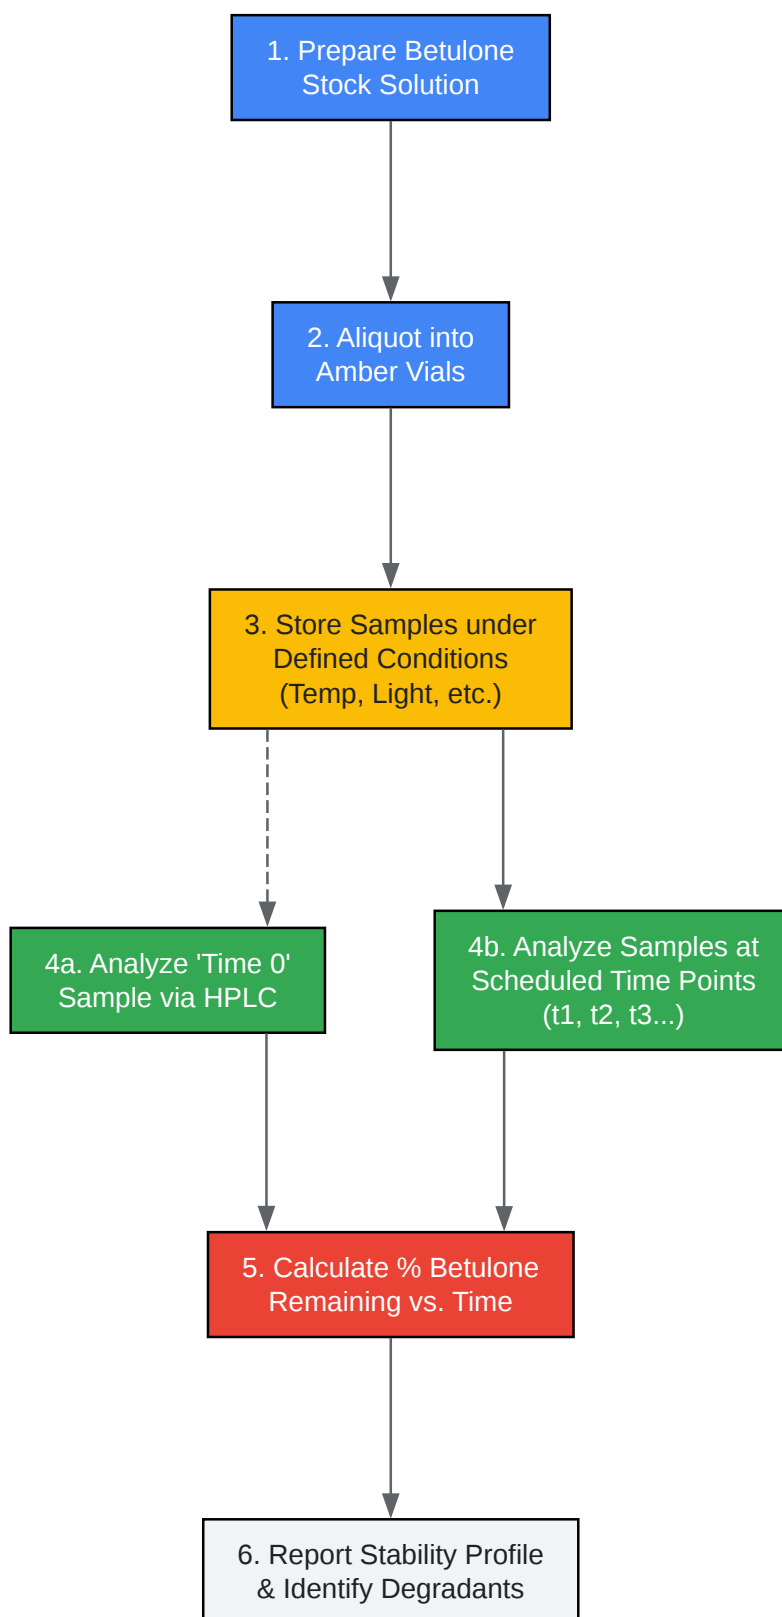 1. Prepare Betulone
Stock Solution
2. Aliquot into
Amber Vials
3. Store Samples under
Defined Conditions
(Temp, Light, etc.)
4a. Analyze 'Time 0'
Sample via HPLC
4b. Analyze Samples at
Scheduled Time Points
(t1, t2, t3...)
5. Calculate % Betulone
Remaining vs. Time
6. Report Stability Profile
& Identify Degradants